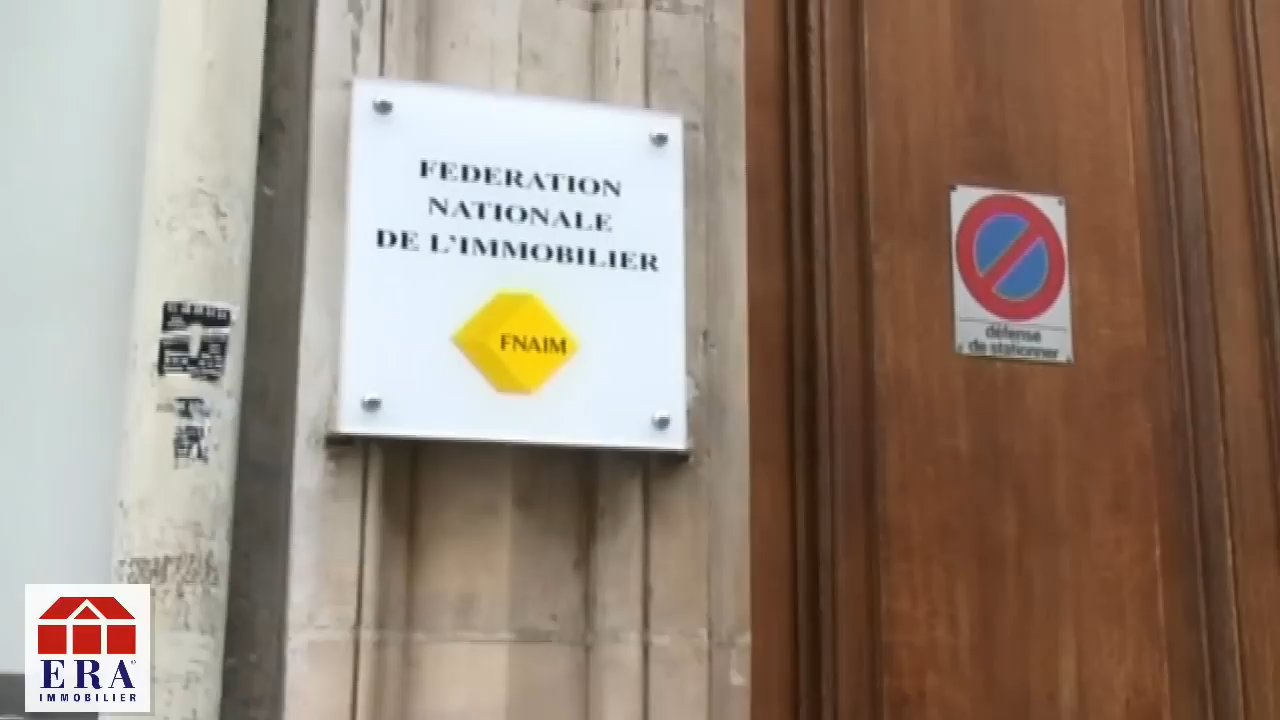 FEDERATION
NATIONALE
DE L'IMMOBILIER
FNAIM
défense
de stationner
ERA
IMMOBILIER